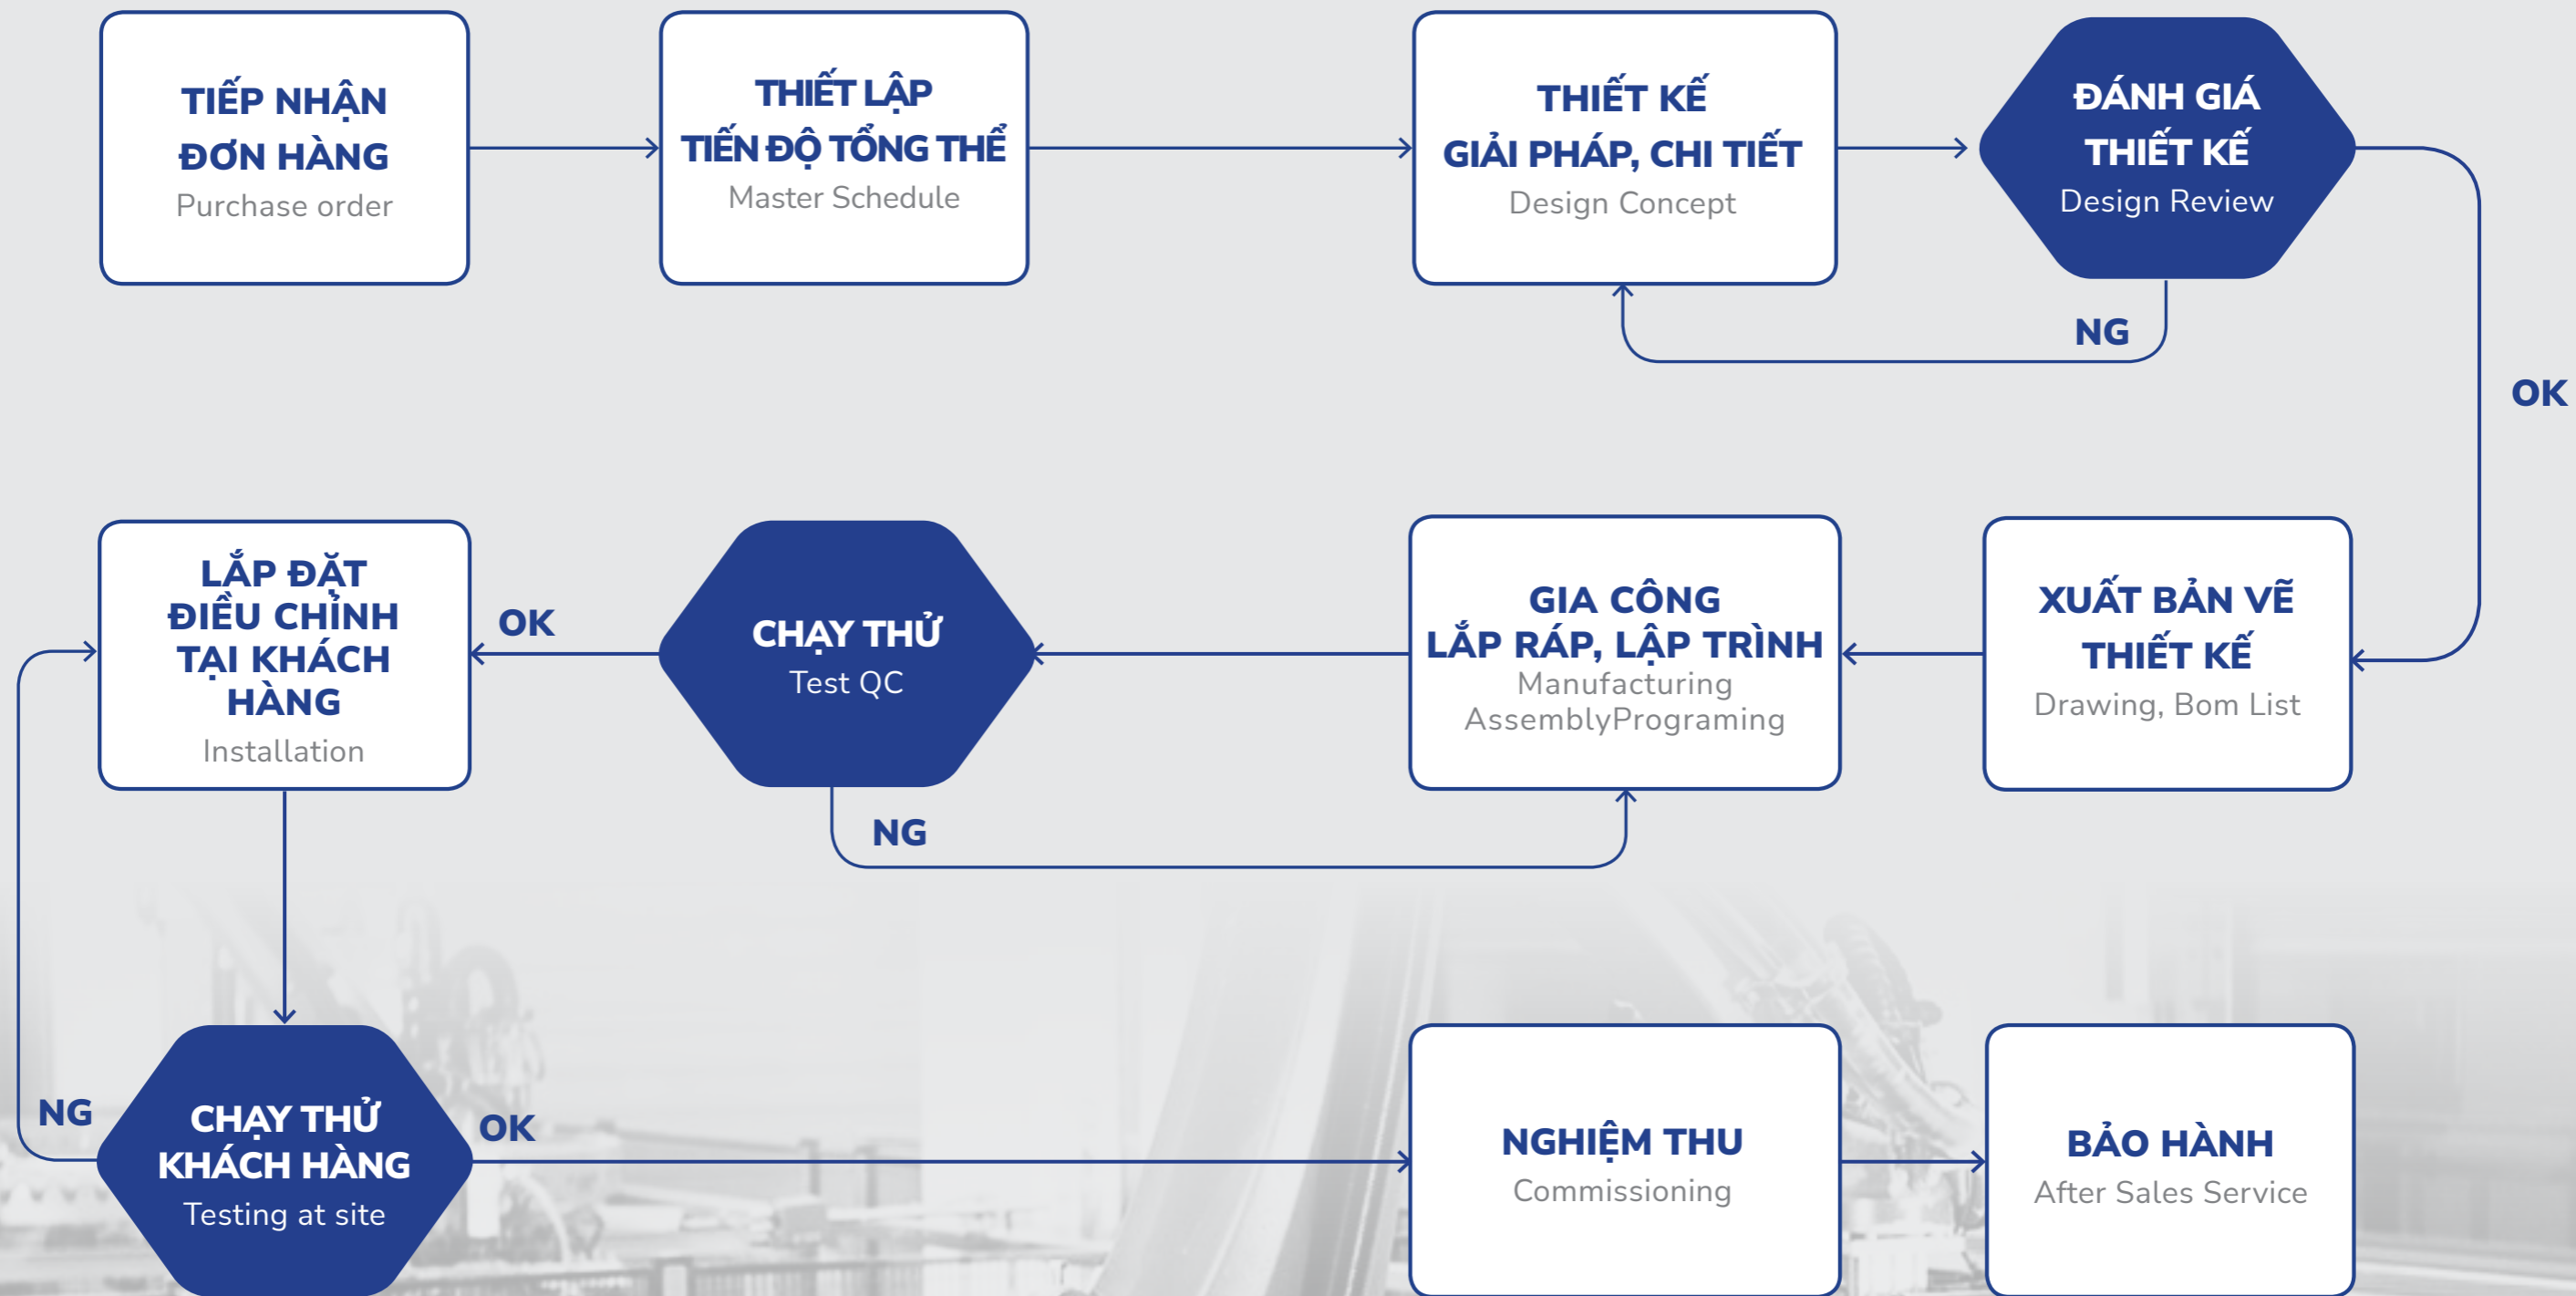 TIẾP NHẬN
ĐƠN HÀNG
Purchase order
THIẾT LẬP
TIẾN ĐỘ TỔNG THỂ
Master Schedule
THIẾT KẾ
GIẢI PHÁP, CHI TIẾT
Design Concept
ĐÁNH GIÁ
THIẾT KẾ
Design Review
NG
OK
XUẤT BẢN VẼ
THIẾT KẾ
Drawing, Bom List
GIA CÔNG
LẮP RÁP, LẬP TRÌNH
Manufacturing
AssemblyPrograming
CHẠY THỬ
Test QC
NG
OK
LẮP ĐẶT
ĐIỀU CHỈNH
TẠI KHÁCH
HÀNG
Installation
CHẠY THỬ
KHÁCH HÀNG
Testing at site
NG
OK
NGHIỆM THU
Commissioning
BẢO HÀNH
After Sales Service